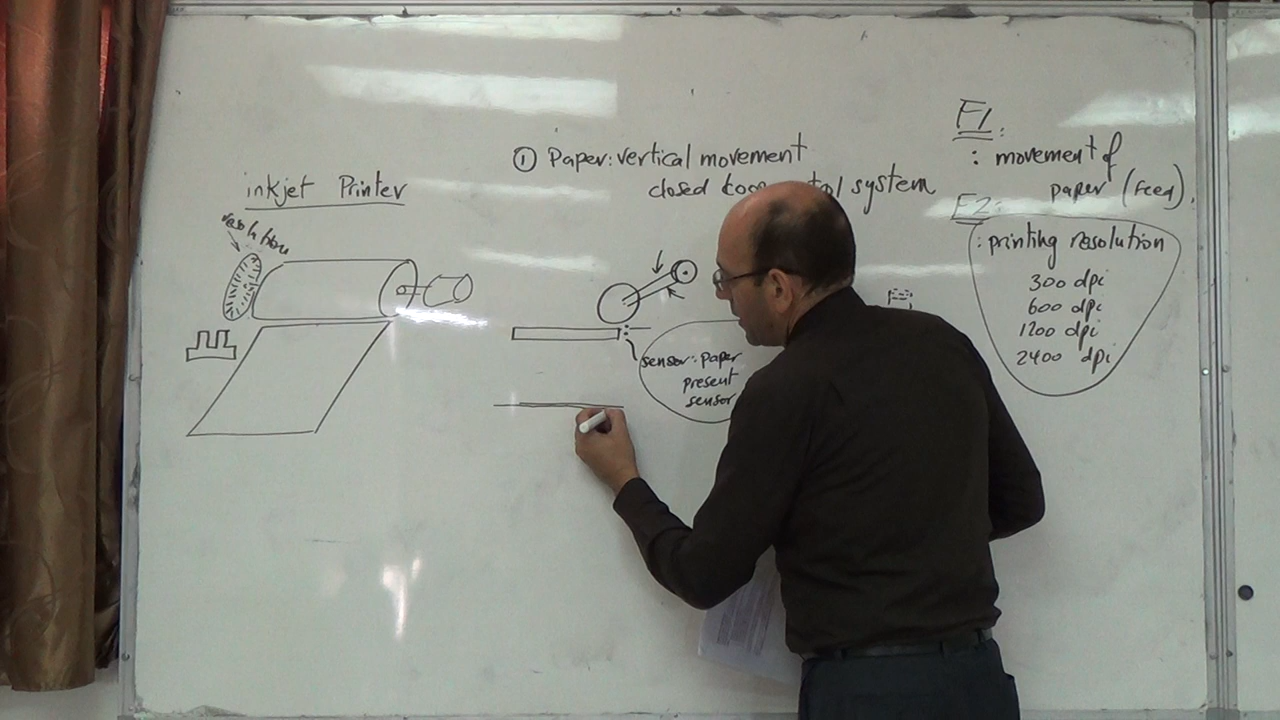 inkjet Printer
resolution
① Paper: vertical movement
closed system
sensor: paper
present
sensor
F1:
: movement of
paper (Feed).
F2:
: printing resolution
300 dpi
600 dpi
1200 dpi
2400 dpi